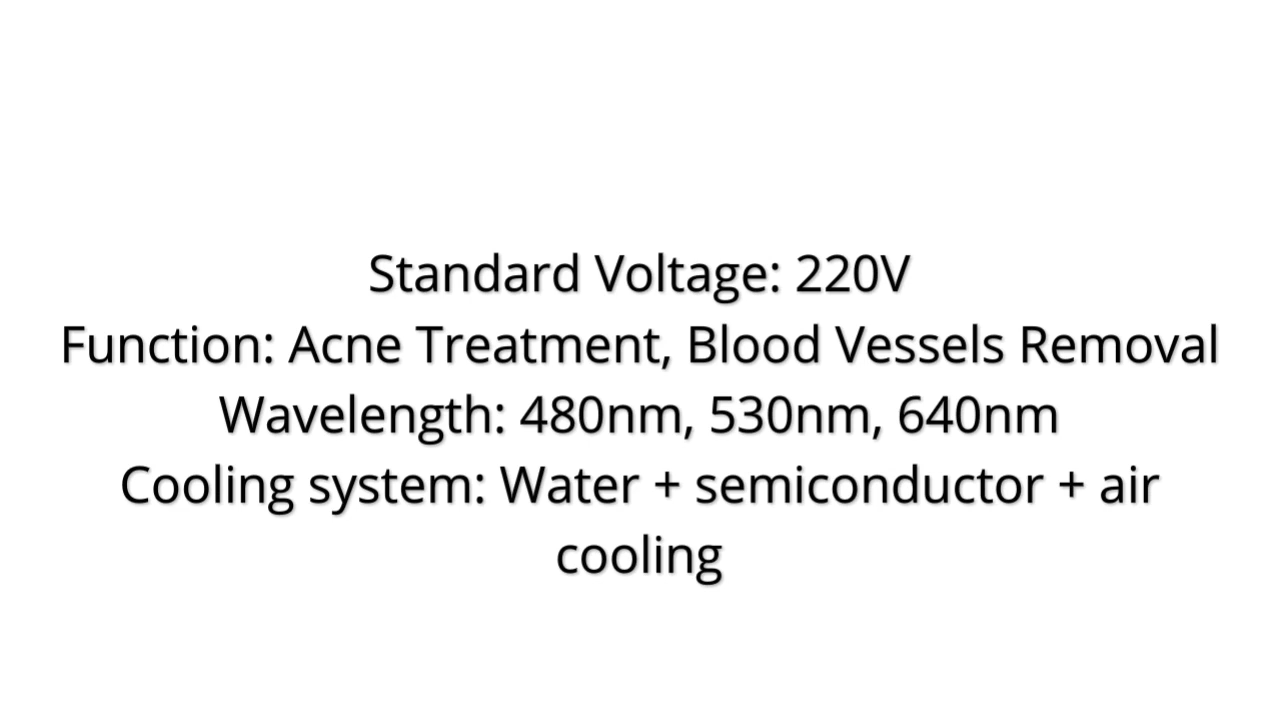 Standard Voltage: 220V
Function: Acne Treatment, Blood Vessels Removal
Wavelength: 480nm, 530nm, 640nm
Cooling system: Water + semiconductor + air
cooling